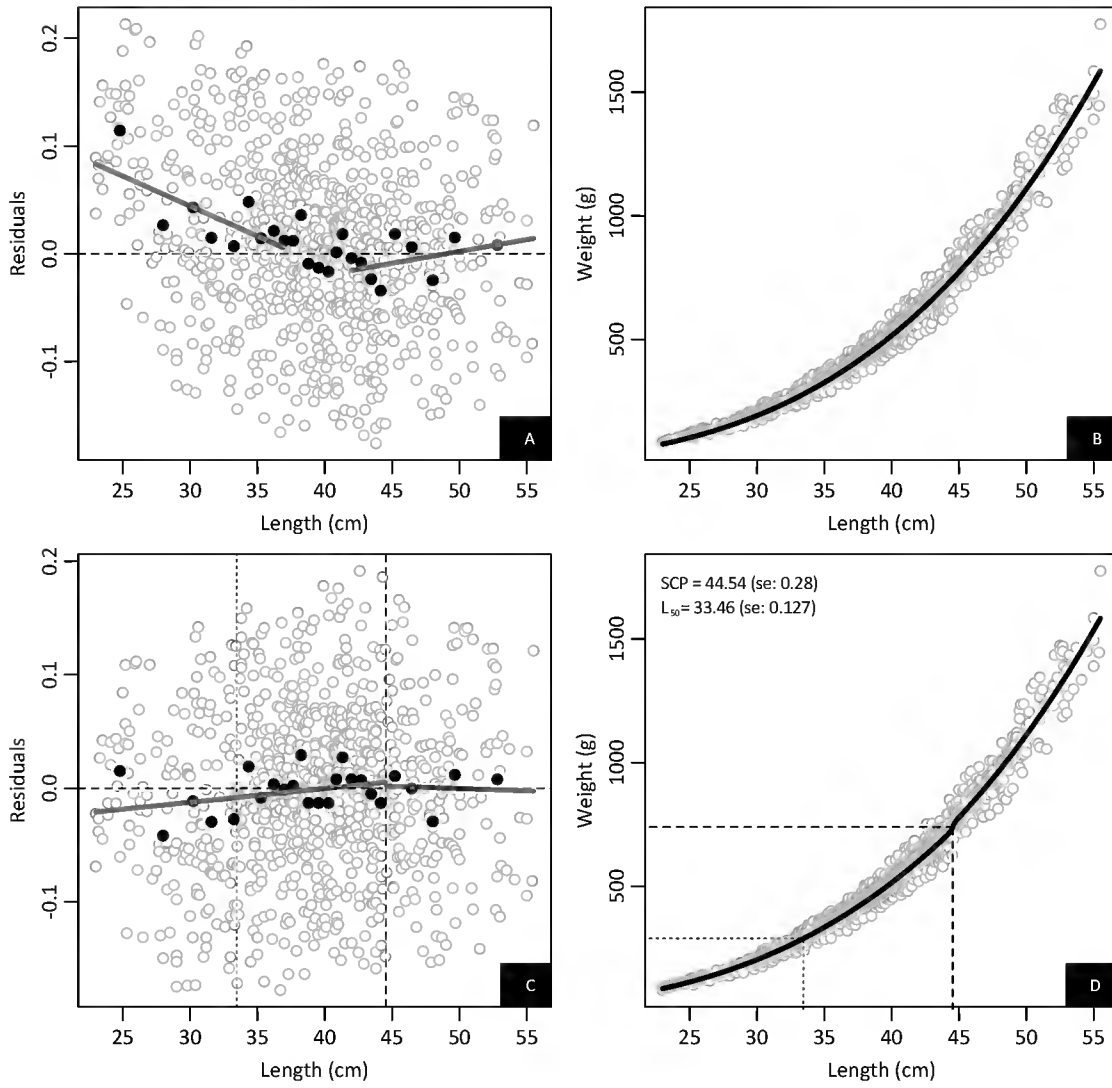 Residuals
0.2
0.1
0.0
-0.1
25 30 35 40 45 50 55
Length (cm)
A
Weight (g)
1500
1000
500
25 30 35 40 45 50 55
Length (cm)
B
Residuals
0.2
0.1
0.0
-0.1
25 30 35 40 45 50 55
Length (cm)
C
SCP = 44.54 (se: 0.28)
L₅₀= 33.46 (se: 0.127)
Weight (g)
1500
1000
500
25 30 35 40 45 50 55
Length (cm)
D